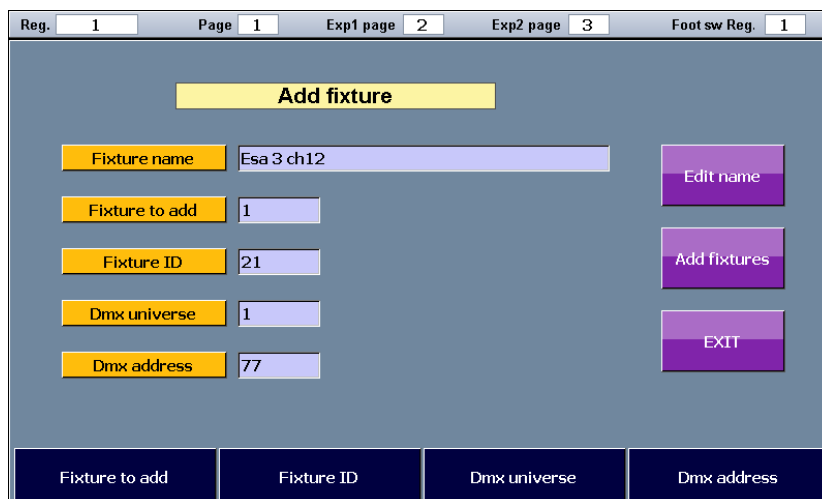 Reg. 1 Page 1 Exp1 page 2 Exp2 page 3 Foot sw Reg. 1
Add fixture
Fixture name Esa 3 ch12
Edit name
Fixture to add 1
Fixture ID 21
Add fixtures
Dmx universe 1
EXIT
Dmx address 77
Fixture to add Fixture ID Dmx universe Dmx address